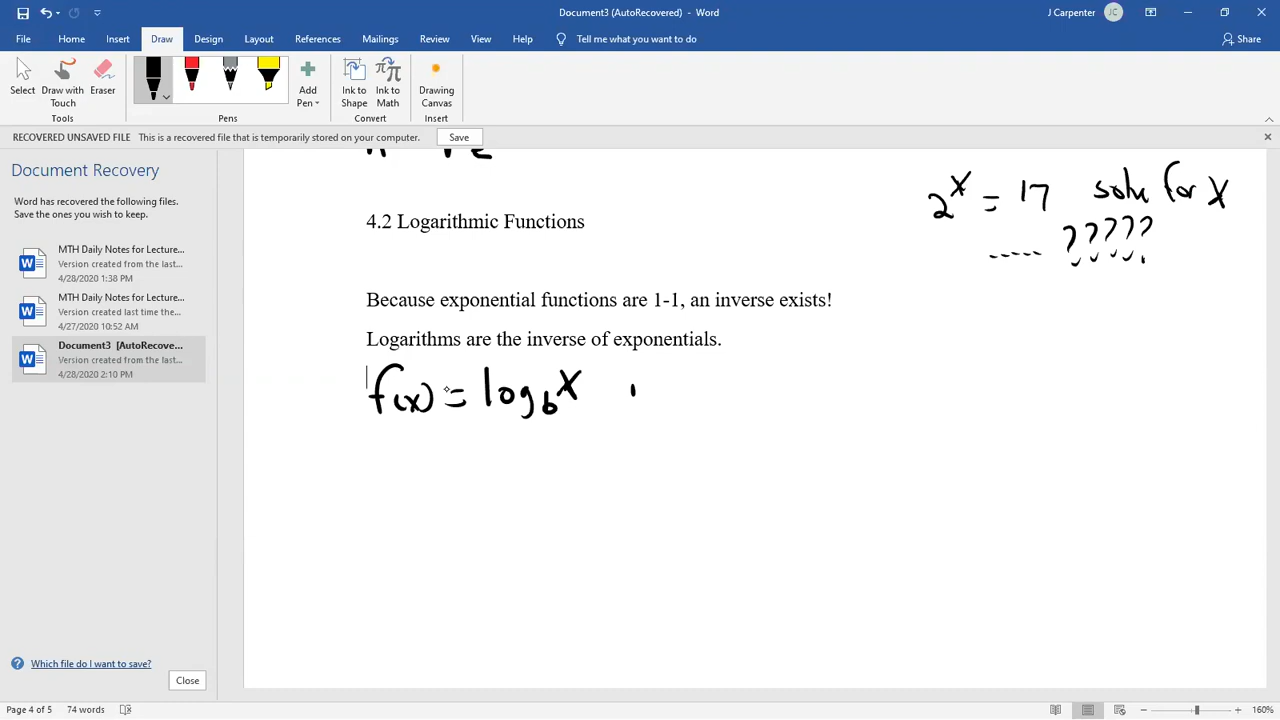 Document3 (AutoRecovered) - Word
J Carpenter JC
File Home Insert Draw Design Layout References Mailings Review View Help Tell me what you want to do Share
Select Draw with Touch Eraser Add Pen Ink to Shape Ink to Math Drawing Canvas
Tools Pens Convert Insert
RECOVERED UNSAVED FILE This is a recovered file that is temporarily stored on your computer. Save
Document Recovery
Word has recovered the following files.
Save the ones you wish to keep.
MTH Daily Notes for Lecture...
Version created from the last...
4/28/2020 1:38 PM
MTH Daily Notes for Lecture...
Version created last time the...
4/27/2020 10:52 AM
Document3 [AutoRecove...
Version created from the last...
4/28/2020 2:10 PM
Which file do I want to save?
Close
2^x = 17 solve for x
?????
4.2 Logarithmic Functions
Because exponential functions are 1-1, an inverse exists!
Logarithms are the inverse of exponentials.
f(x) = log_b x
Page 4 of 5 74 words 160%